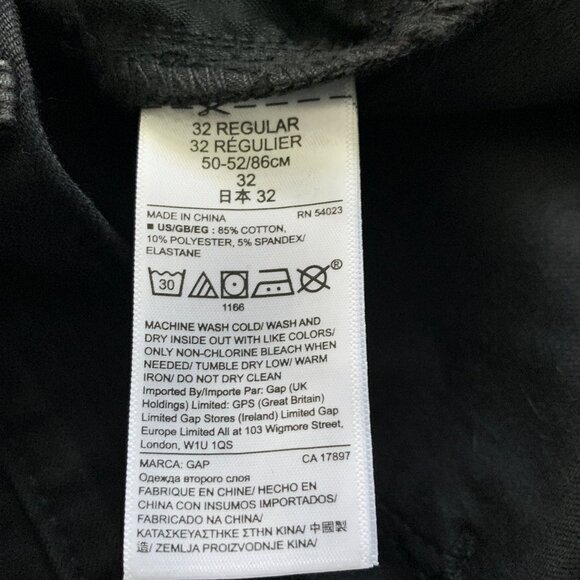 32 REGULAR
32 RÉGULIER
50-52/86см
32
日本 32
MADE IN CHINA RN 54023
■ US/GB/EG : 85% COTTON,
10% POLYESTER, 5% SPANDEX/
ELASTANE
30
®
1166
MACHINE WASH COLD/ WASH AND
DRY INSIDE OUT WITH LIKE COLORS/
ONLY NON-CHLORINE BLEACH WHEN
NEEDED/ TUMBLE DRY LOW/ WARM
IRON/ DO NOT DRY CLEAN
Imported By/Importe Par: Gap (UK
Holdings) Limited: GPS (Great Britain)
Limited Gap Stores (Ireland) Limited Gap
Europe Limited All at 103 Wigmore Street,
London, W1U 1QS
MARCA: GAP CA 17897
Одежда второго слоя
FABRIQUE EN CHINE/ HECHO EN
CHINA CON INSUMOS IMPORTADOS/
FABRICADO NA CHINA/
ΚΑΤΑΣΚΕΥΑΣΤΗΚΕ ΣΤΗΝ ΚΙΝΑ/ 中國製
造/ ZEMLJA PROIZVODNJE KINA/